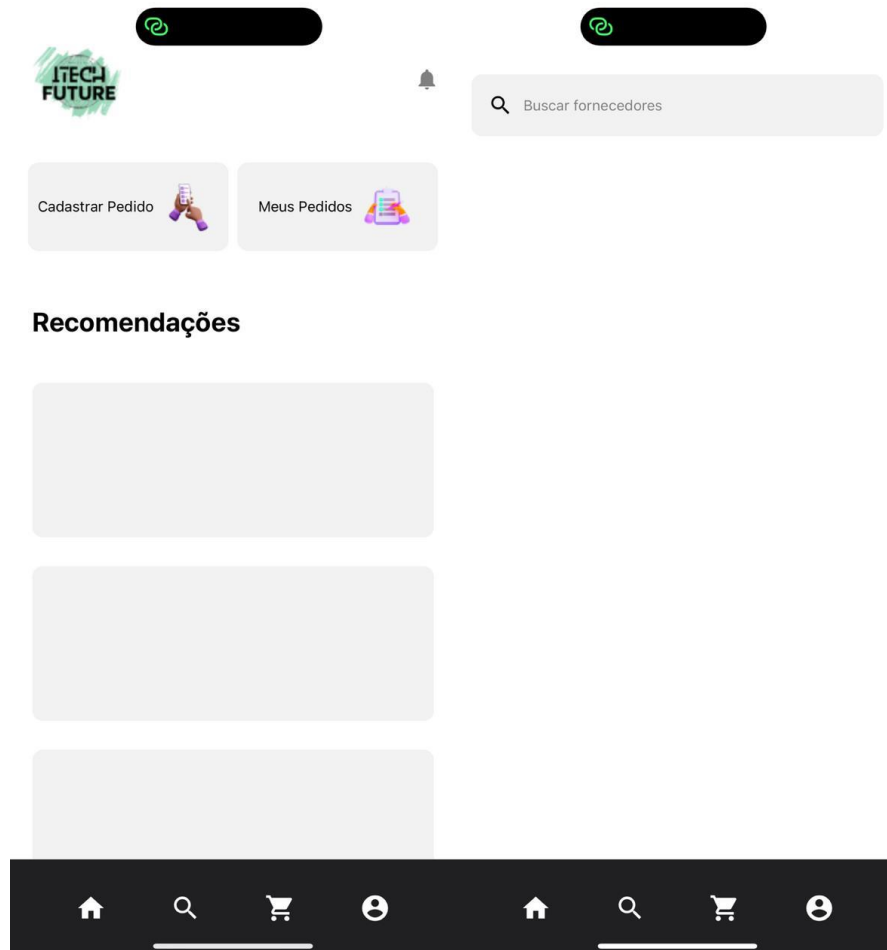 ITECH
FUTURE
Buscar fornecedores
Cadastrar Pedido
Meus Pedidos
Recomendações